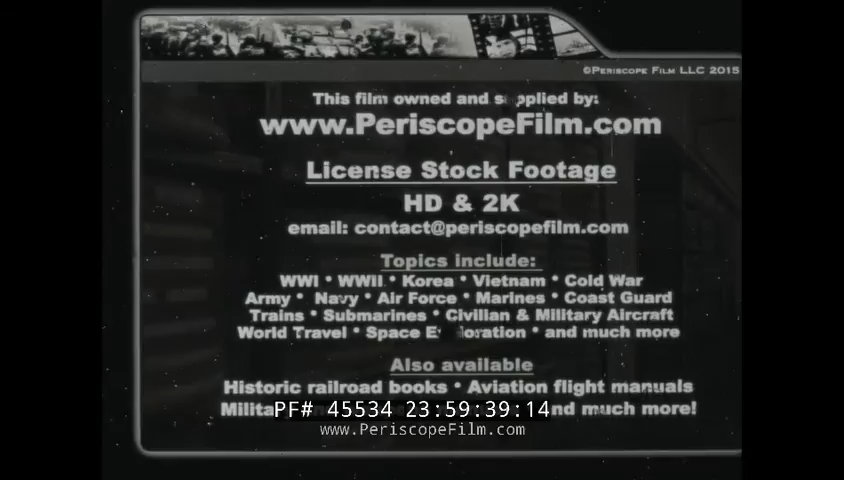 ©PERISCOPE FILM LLC 2015
This film owned and supplied by:
www.PeriscopeFilm.com
License Stock Footage
HD & 2K
email: contact@periscopefilm.com
Topics include:
WWI * WWII * Korea * Vietnam * Cold War
Army * Navy * Air Force * Marines * Coast Guard
Trains * Submarines * Civilian & Military Aircraft
World Travel * Space Exploration * and much more
Also available
Historic railroad books * Aviation flight manuals
and much more!
PF# 45534 23:59:39:14
www.PeriscopeFilm.com